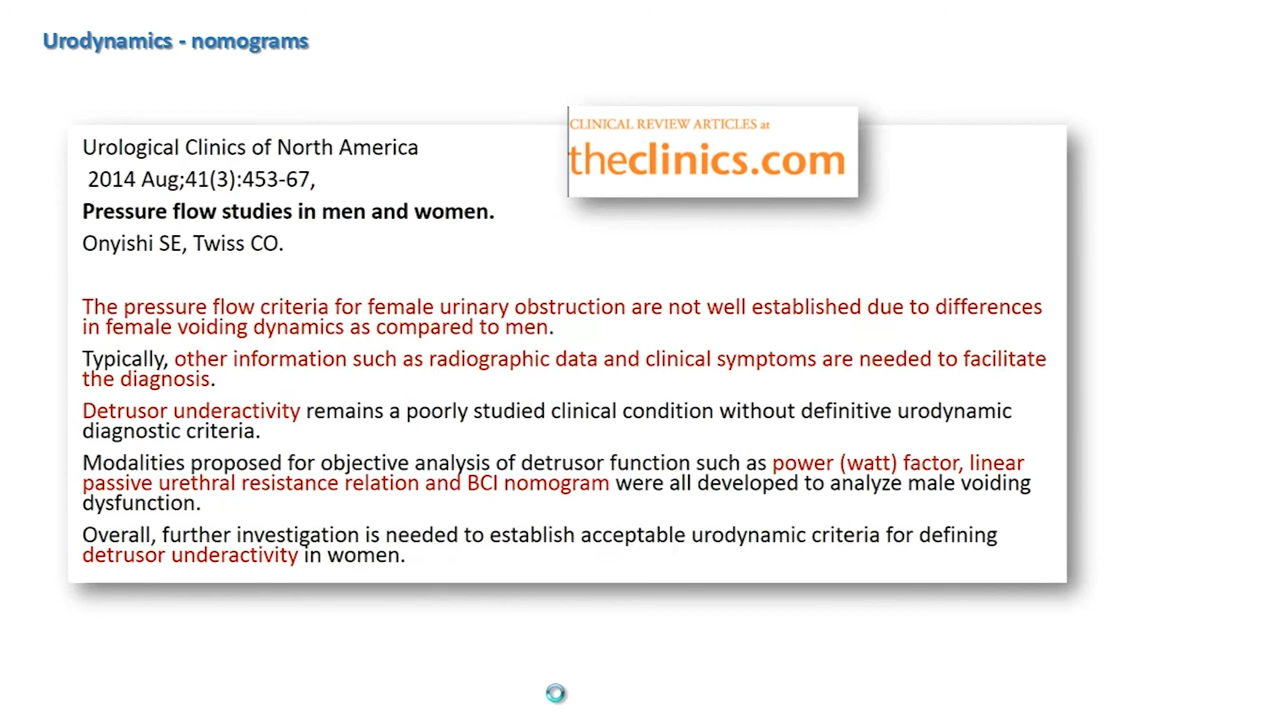 Urodynamics - nomograms
CLINICAL REVIEW ARTICLES at
theclinics.com
Urological Clinics of North America
2014 Aug;41(3):453-67,
Pressure flow studies in men and women.
Onyishi SE, Twiss CO.
The pressure flow criteria for female urinary obstruction are not well established due to differences
in female voiding dynamics as compared to men.
Typically, other information such as radiographic data and clinical symptoms are needed to facilitate
the diagnosis.
Detrusor underactivity remains a poorly studied clinical condition without definitive urodynamic
diagnostic criteria.
Modalities proposed for objective analysis of detrusor function such as power (watt) factor, linear
passive urethral resistance relation and BCI nomogram were all developed to analyze male voiding
dysfunction.
Overall, further investigation is needed to establish acceptable urodynamic criteria for defining
detrusor underactivity in women.